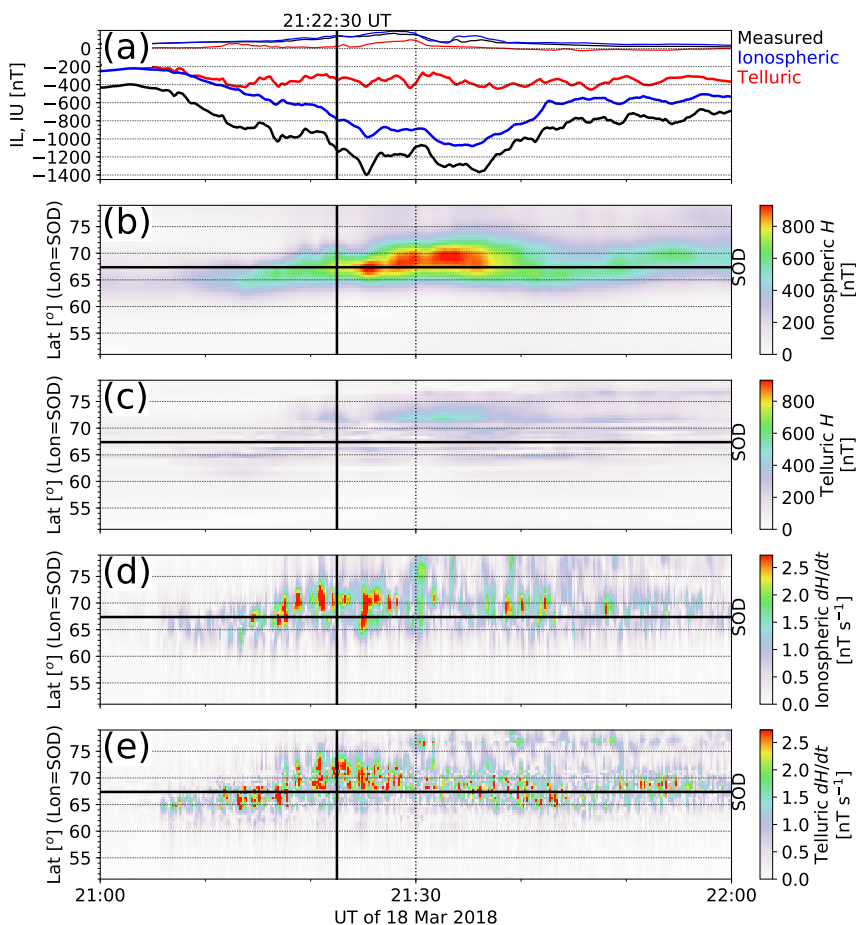 21:22:30 UT
(a)
IL, IU [nT]
0
−200
−400
−600
−800
−1000
−1200
−1400
Measured
Ionospheric
Telluric
(b)
Lat [°] (Lon=SOD)
75
70
65
60
55
SOD
800
600
400
200
0
Ionospheric H
[nT]
(c)
Lat [°] (Lon=SOD)
75
70
65
60
55
SOD
800
600
400
200
0
Telluric H
[nT]
(d)
Lat [°] (Lon=SOD)
75
70
65
60
55
SOD
2.5
2.0
1.5
1.0
0.5
0.0
Ionospheric dH/dt
[nT s⁻¹]
(e)
Lat [°] (Lon=SOD)
75
70
65
60
55
SOD
2.5
2.0
1.5
1.0
0.5
0.0
Telluric dH/dt
[nT s⁻¹]
21:00 21:30 22:00
UT of 18 Mar 2018